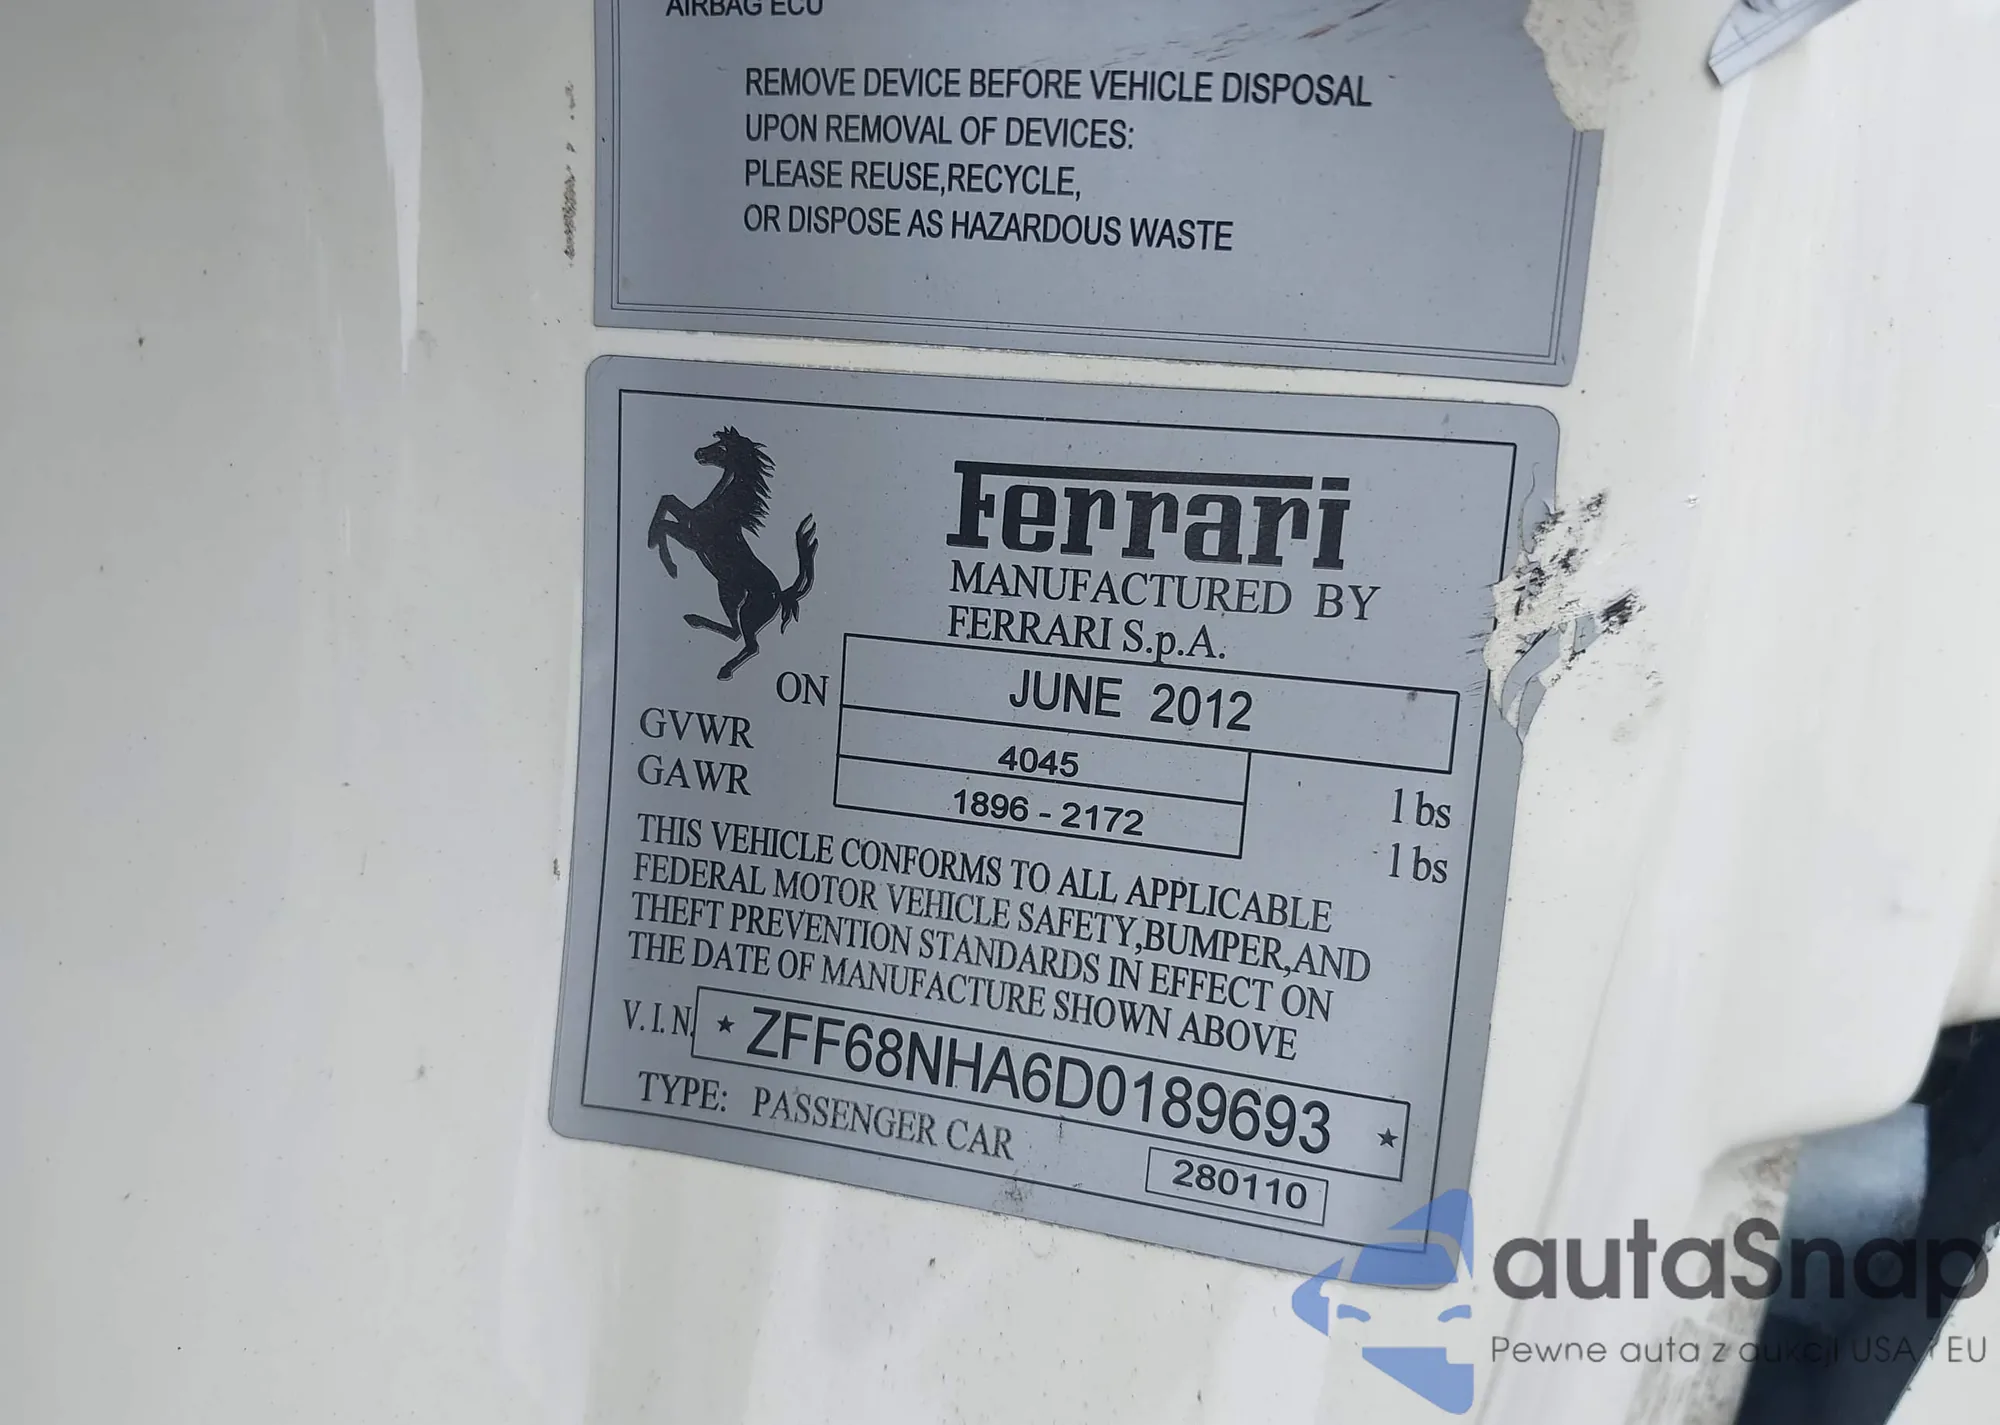 AIRBAG ECU
REMOVE DEVICE BEFORE VEHICLE DISPOSAL
UPON REMOVAL OF DEVICES:
PLEASE REUSE,RECYCLE,
OR DISPOSE AS HAZARDOUS WASTE
Ferrari
MANUFACTURED BY
FERRARI S.p.A.
ON JUNE 2012
GVWR 4045 lbs
GAWR 1896 - 2172 lbs
THIS VEHICLE CONFORMS TO ALL APPLICABLE
FEDERAL MOTOR VEHICLE SAFETY,BUMPER,AND
THEFT PREVENTION STANDARDS IN EFFECT ON
THE DATE OF MANUFACTURE SHOWN ABOVE
V.I.N. ★ ZFF68NHA6D0189693 ★
TYPE: PASSENGER CAR
280110
autaSnap
Pewne auta z aukcji USA i EU